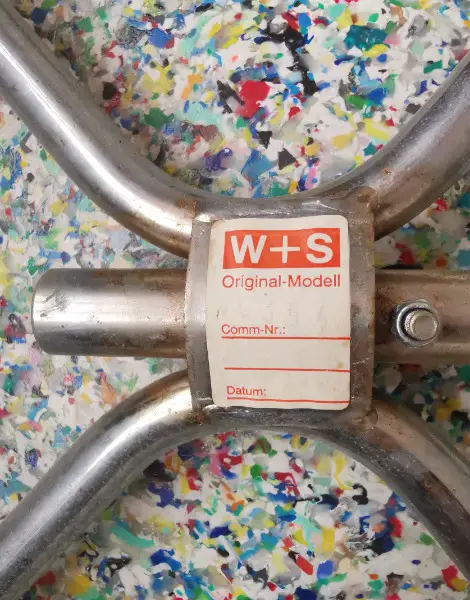 W+S
Original-Modell
Comm-Nr.:
Datum: